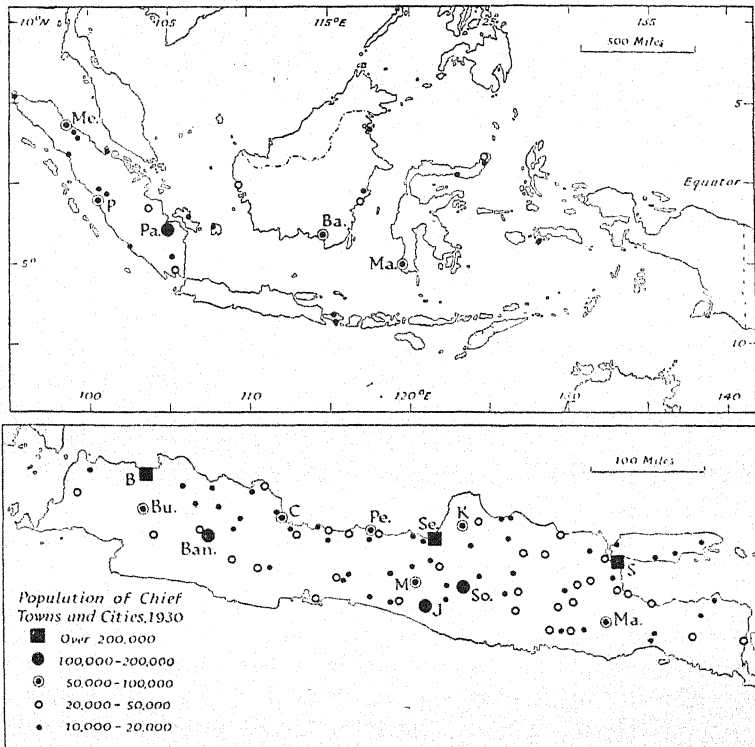 10°N
105
115°E
125
135
500 Miles
5
Me.
Equator
P
Pa.
Ba.
Ma.
5°
10
100
110
120°E
130
140
100 Miles
B
Bu.
C
Pe.
K
Se.
Ban.
S
M
So.
J
Ma.
Population of Chief
Towns and Cities, 1930
Over 200,000
100,000-200,000
50,000-100,000
20,000-50,000
10,000-20,000